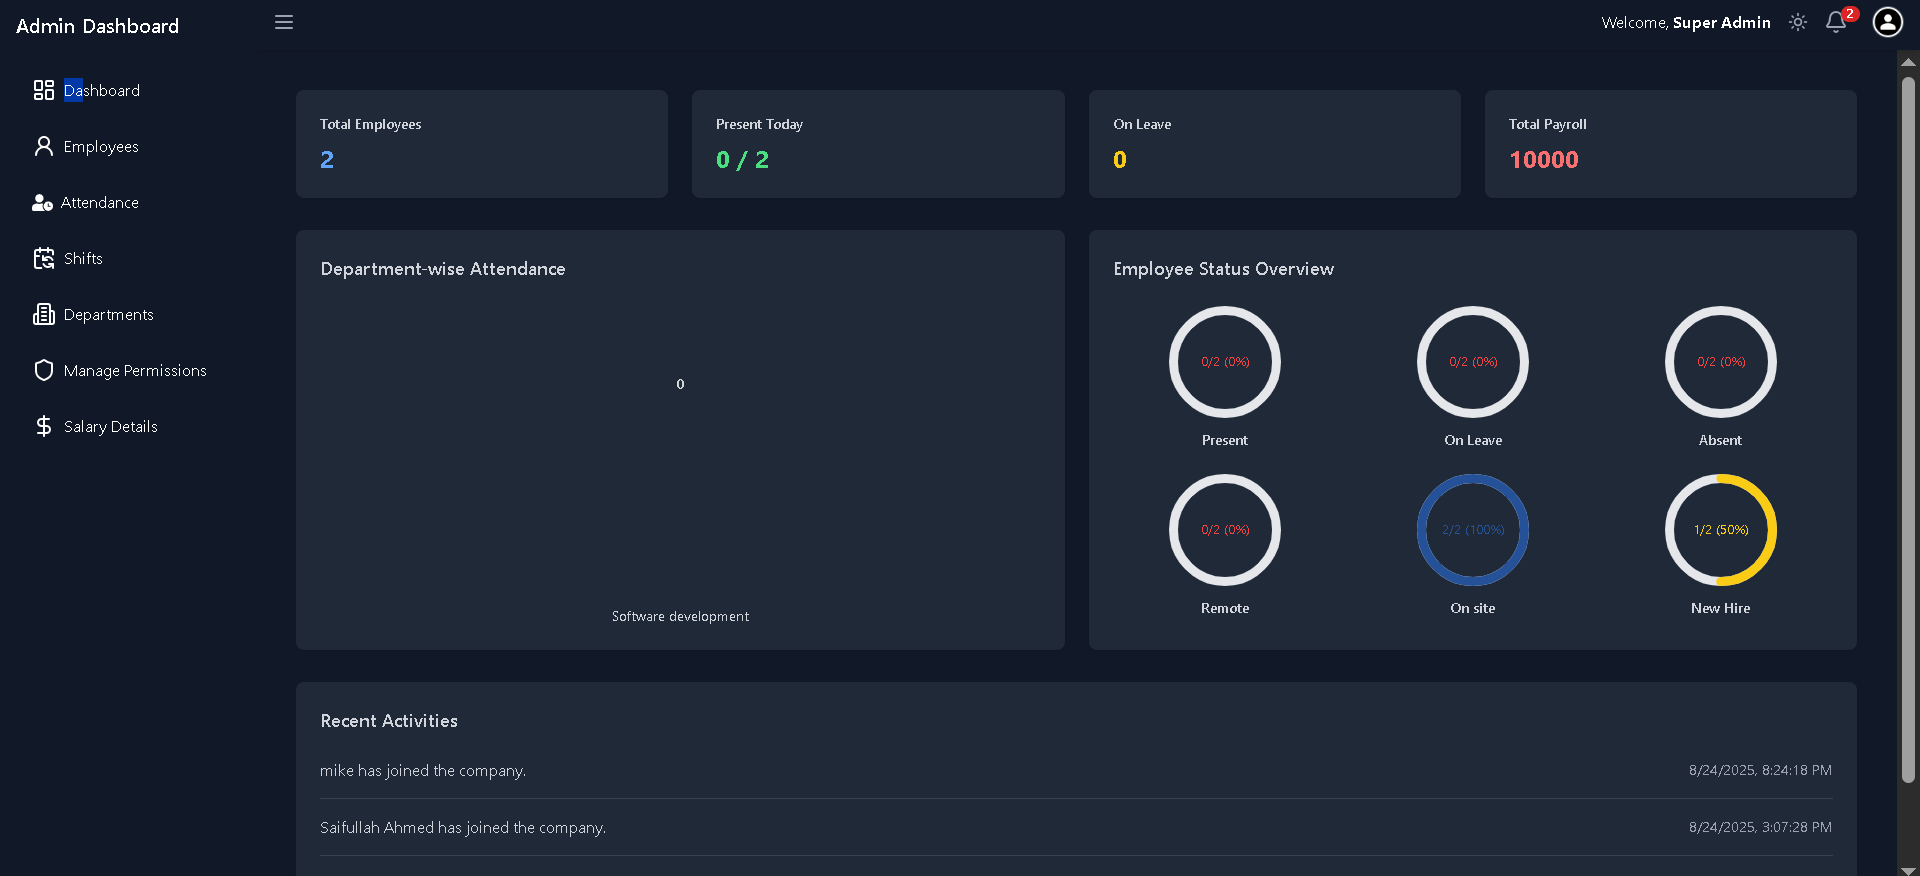 Admin Dashboard
Welcome, Super Admin
2
Dashboard
Employees
Attendance
Shifts
Departments
Manage Permissions
Salary Details
Total Employees
2
Present Today
0 / 2
On Leave
0
Total Payroll
10000
Department-wise Attendance
0
Software development
Employee Status Overview
0/2 (0%)
Present
0/2 (0%)
On Leave
0/2 (0%)
Absent
0/2 (0%)
Remote
2/2 (100%)
On site
1/2 (50%)
New Hire
Recent Activities
mike has joined the company.
8/24/2025, 8:24:18 PM
Saifullah Ahmed has joined the company.
8/24/2025, 3:07:28 PM